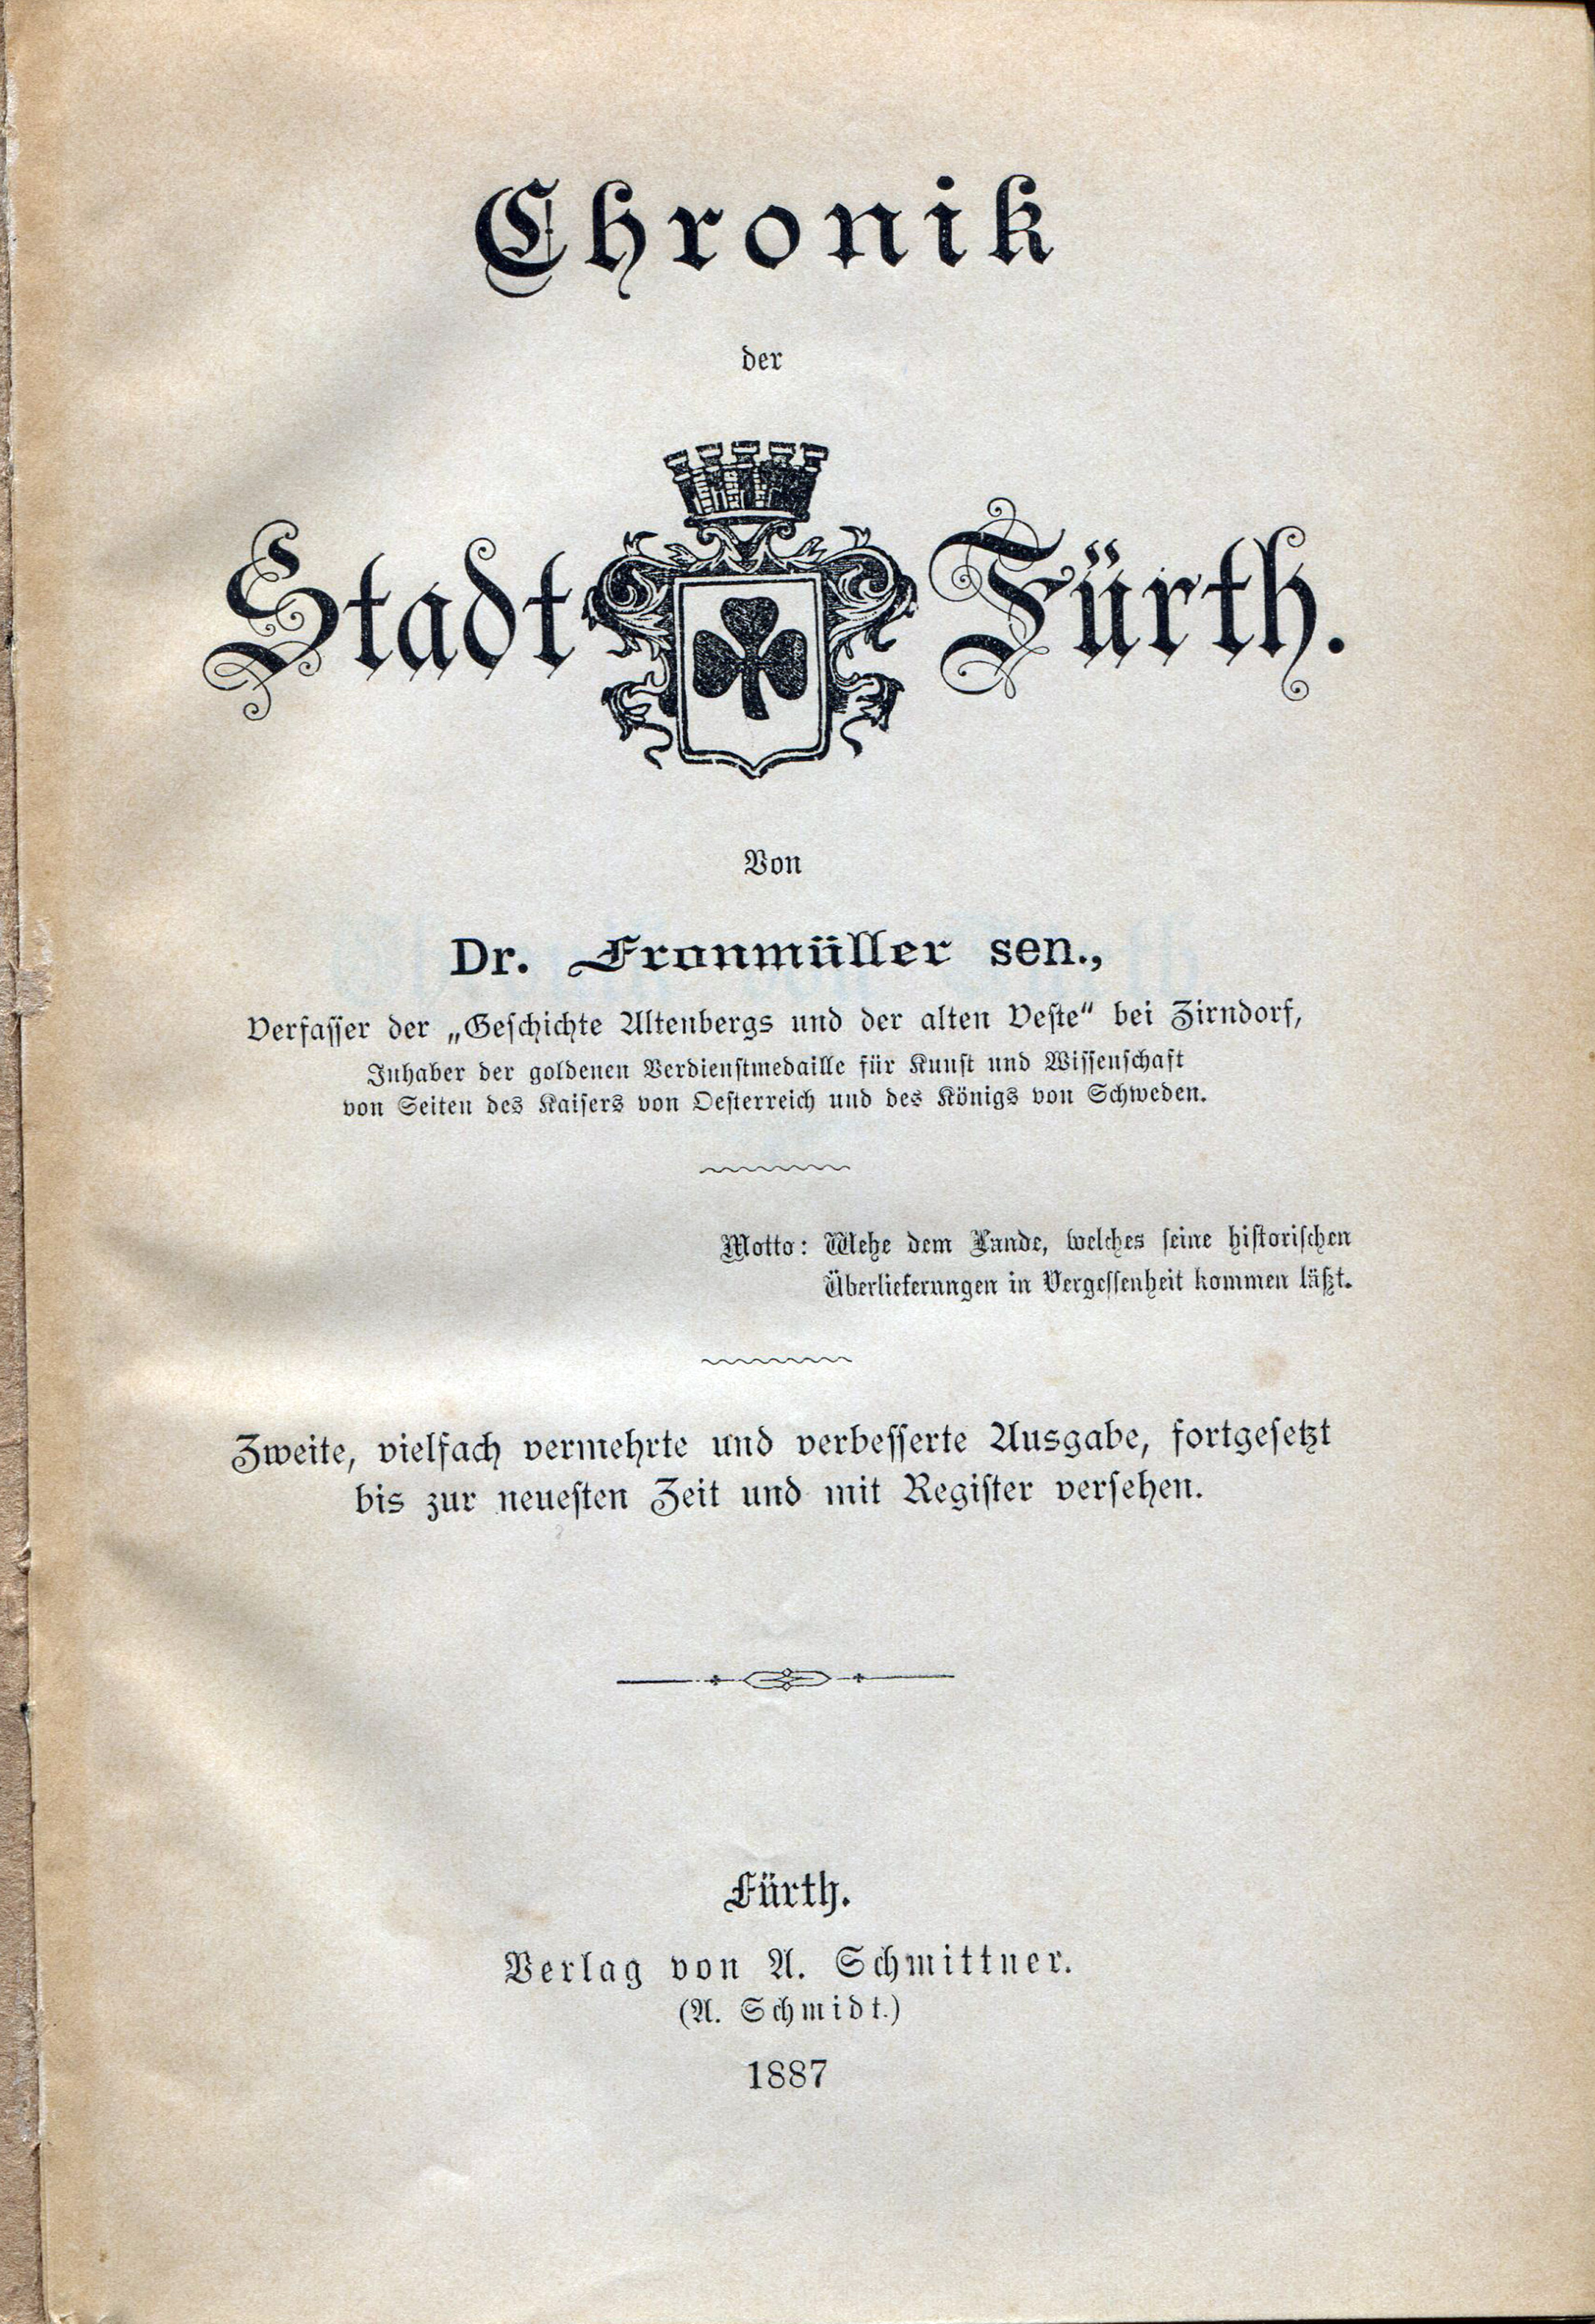 Chronik
der
Stadt Fürth.
Von
Dr. Fronmüller sen.,
Verfasser der „Geschichte Altenbergs und der alten Veste“ bei Zirndorf,
Inhaber der goldenen Verdienstmedaille für Kunst und Wissenschaft
von Seiten des Kaisers von Oesterreich und des Königs von Schweden.
Motto: Wehe dem Lande, welches seine historischen
Überlieferungen in Vergessenheit kommen läßt.
Zweite, vielfach vermehrte und verbesserte Ausgabe, fortgesetzt
bis zur neuesten Zeit und mit Register versehen.
Fürth.
Verlag von A. Schmittner.
(A. Schmidt.)
1887